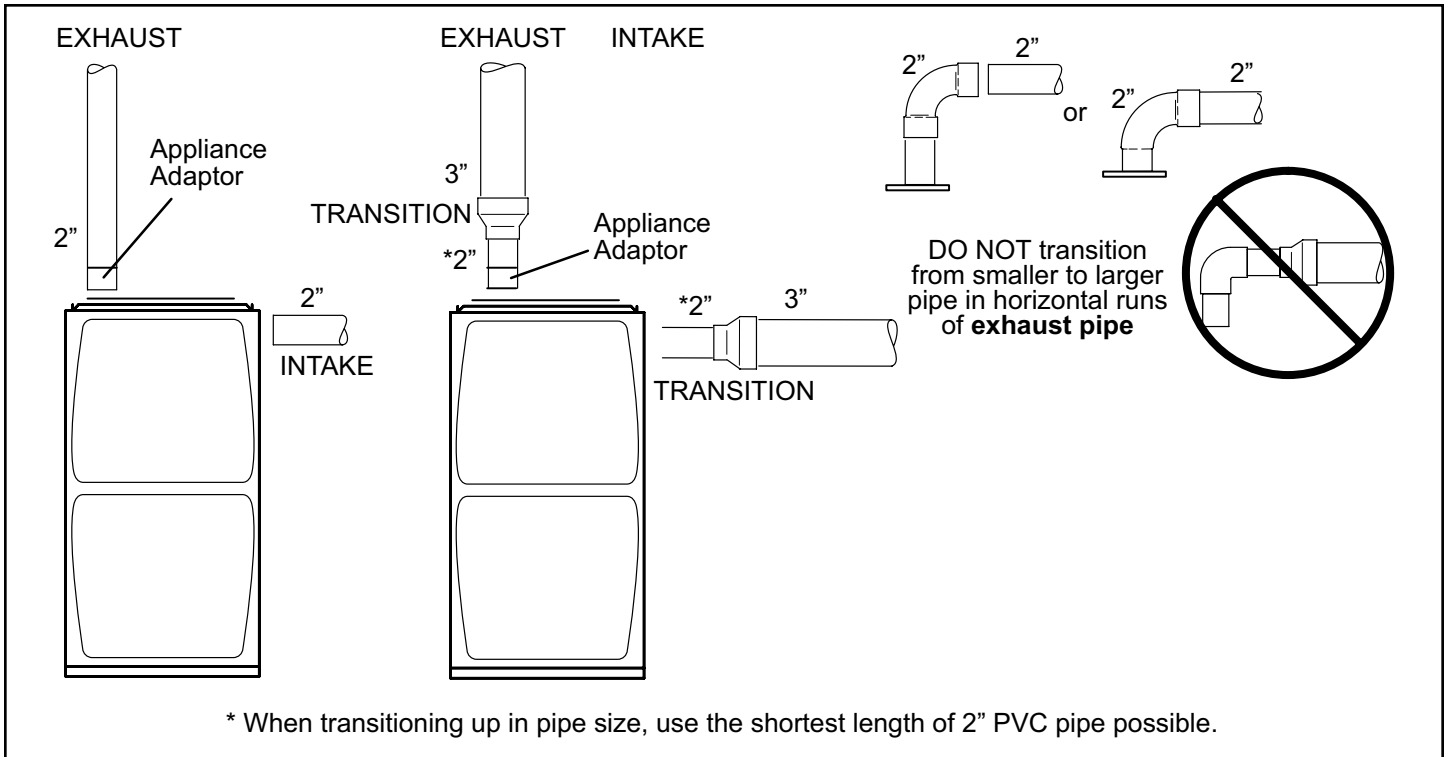 EXHAUST
Appliance
Adaptor
2”
2”
INTAKE
EXHAUST INTAKE
3”
TRANSITION
*2”
Appliance
Adaptor
*2”
3”
TRANSITION
2”
2”
or
2”
2”
DO NOT transition
from smaller to larger
pipe in horizontal runs
of exhaust pipe
* When transitioning up in pipe size, use the shortest length of 2” PVC pipe possible.